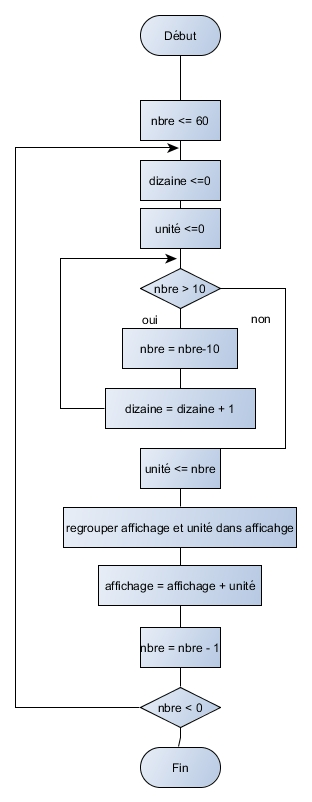 Début
nbre <= 60
dizaine <=0
unité <=0
nbre > 10
oui
non
nbre = nbre-10
dizaine = dizaine + 1
unité <= nbre
regrouper affichage et unité dans afficahge
affichage = affichage + unité
nbre = nbre - 1
nbre < 0
Fin